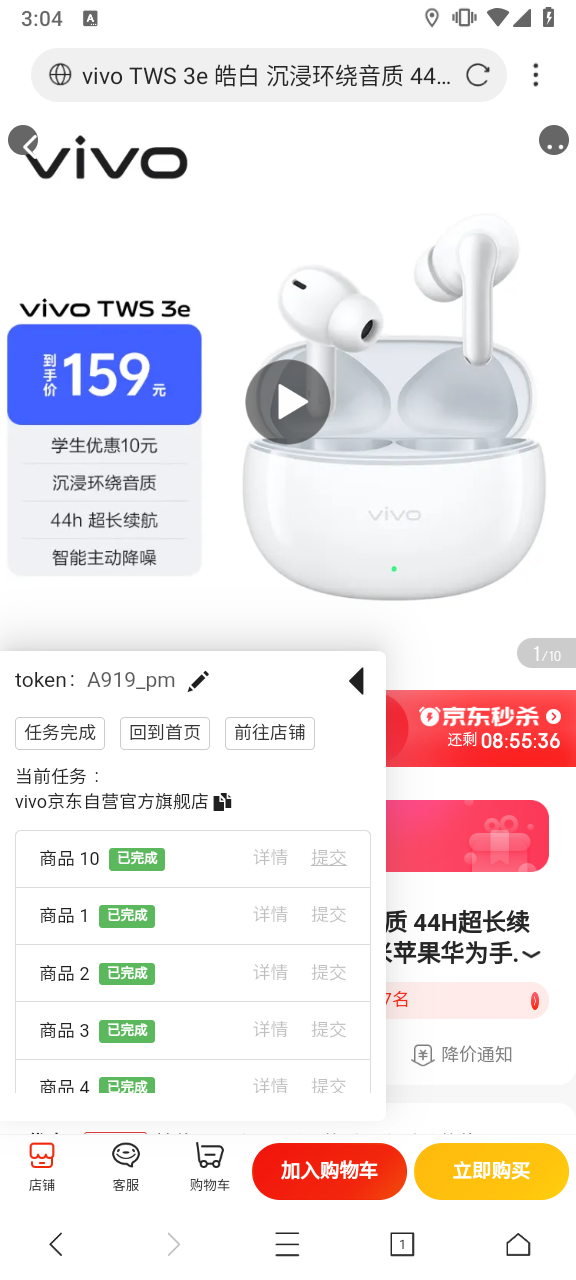 3:04
A
vivo TWS 3e 皓白 沉浸环绕音质 44...
vivo
vivo TWS 3e
到手价 159 元
学生优惠10元
沉浸环绕音质
44h 超长续航
智能主动降噪
vivo
1/10
token: A919_pm
京东秒杀
还剩 08:55:36
任务完成 回到首页 前往店铺
当前任务：
vivo京东自营官方旗舰店
商品 10 已完成 详情 提交
商品 1 已完成 详情 提交
质 44H超长续
苹果华为手.
商品 2 已完成 详情 提交
7名
商品 3 已完成 详情 提交
降价通知
商品 4 已完成 详情 提交
店铺 客服 购物车 加入购物车 立即购买
1